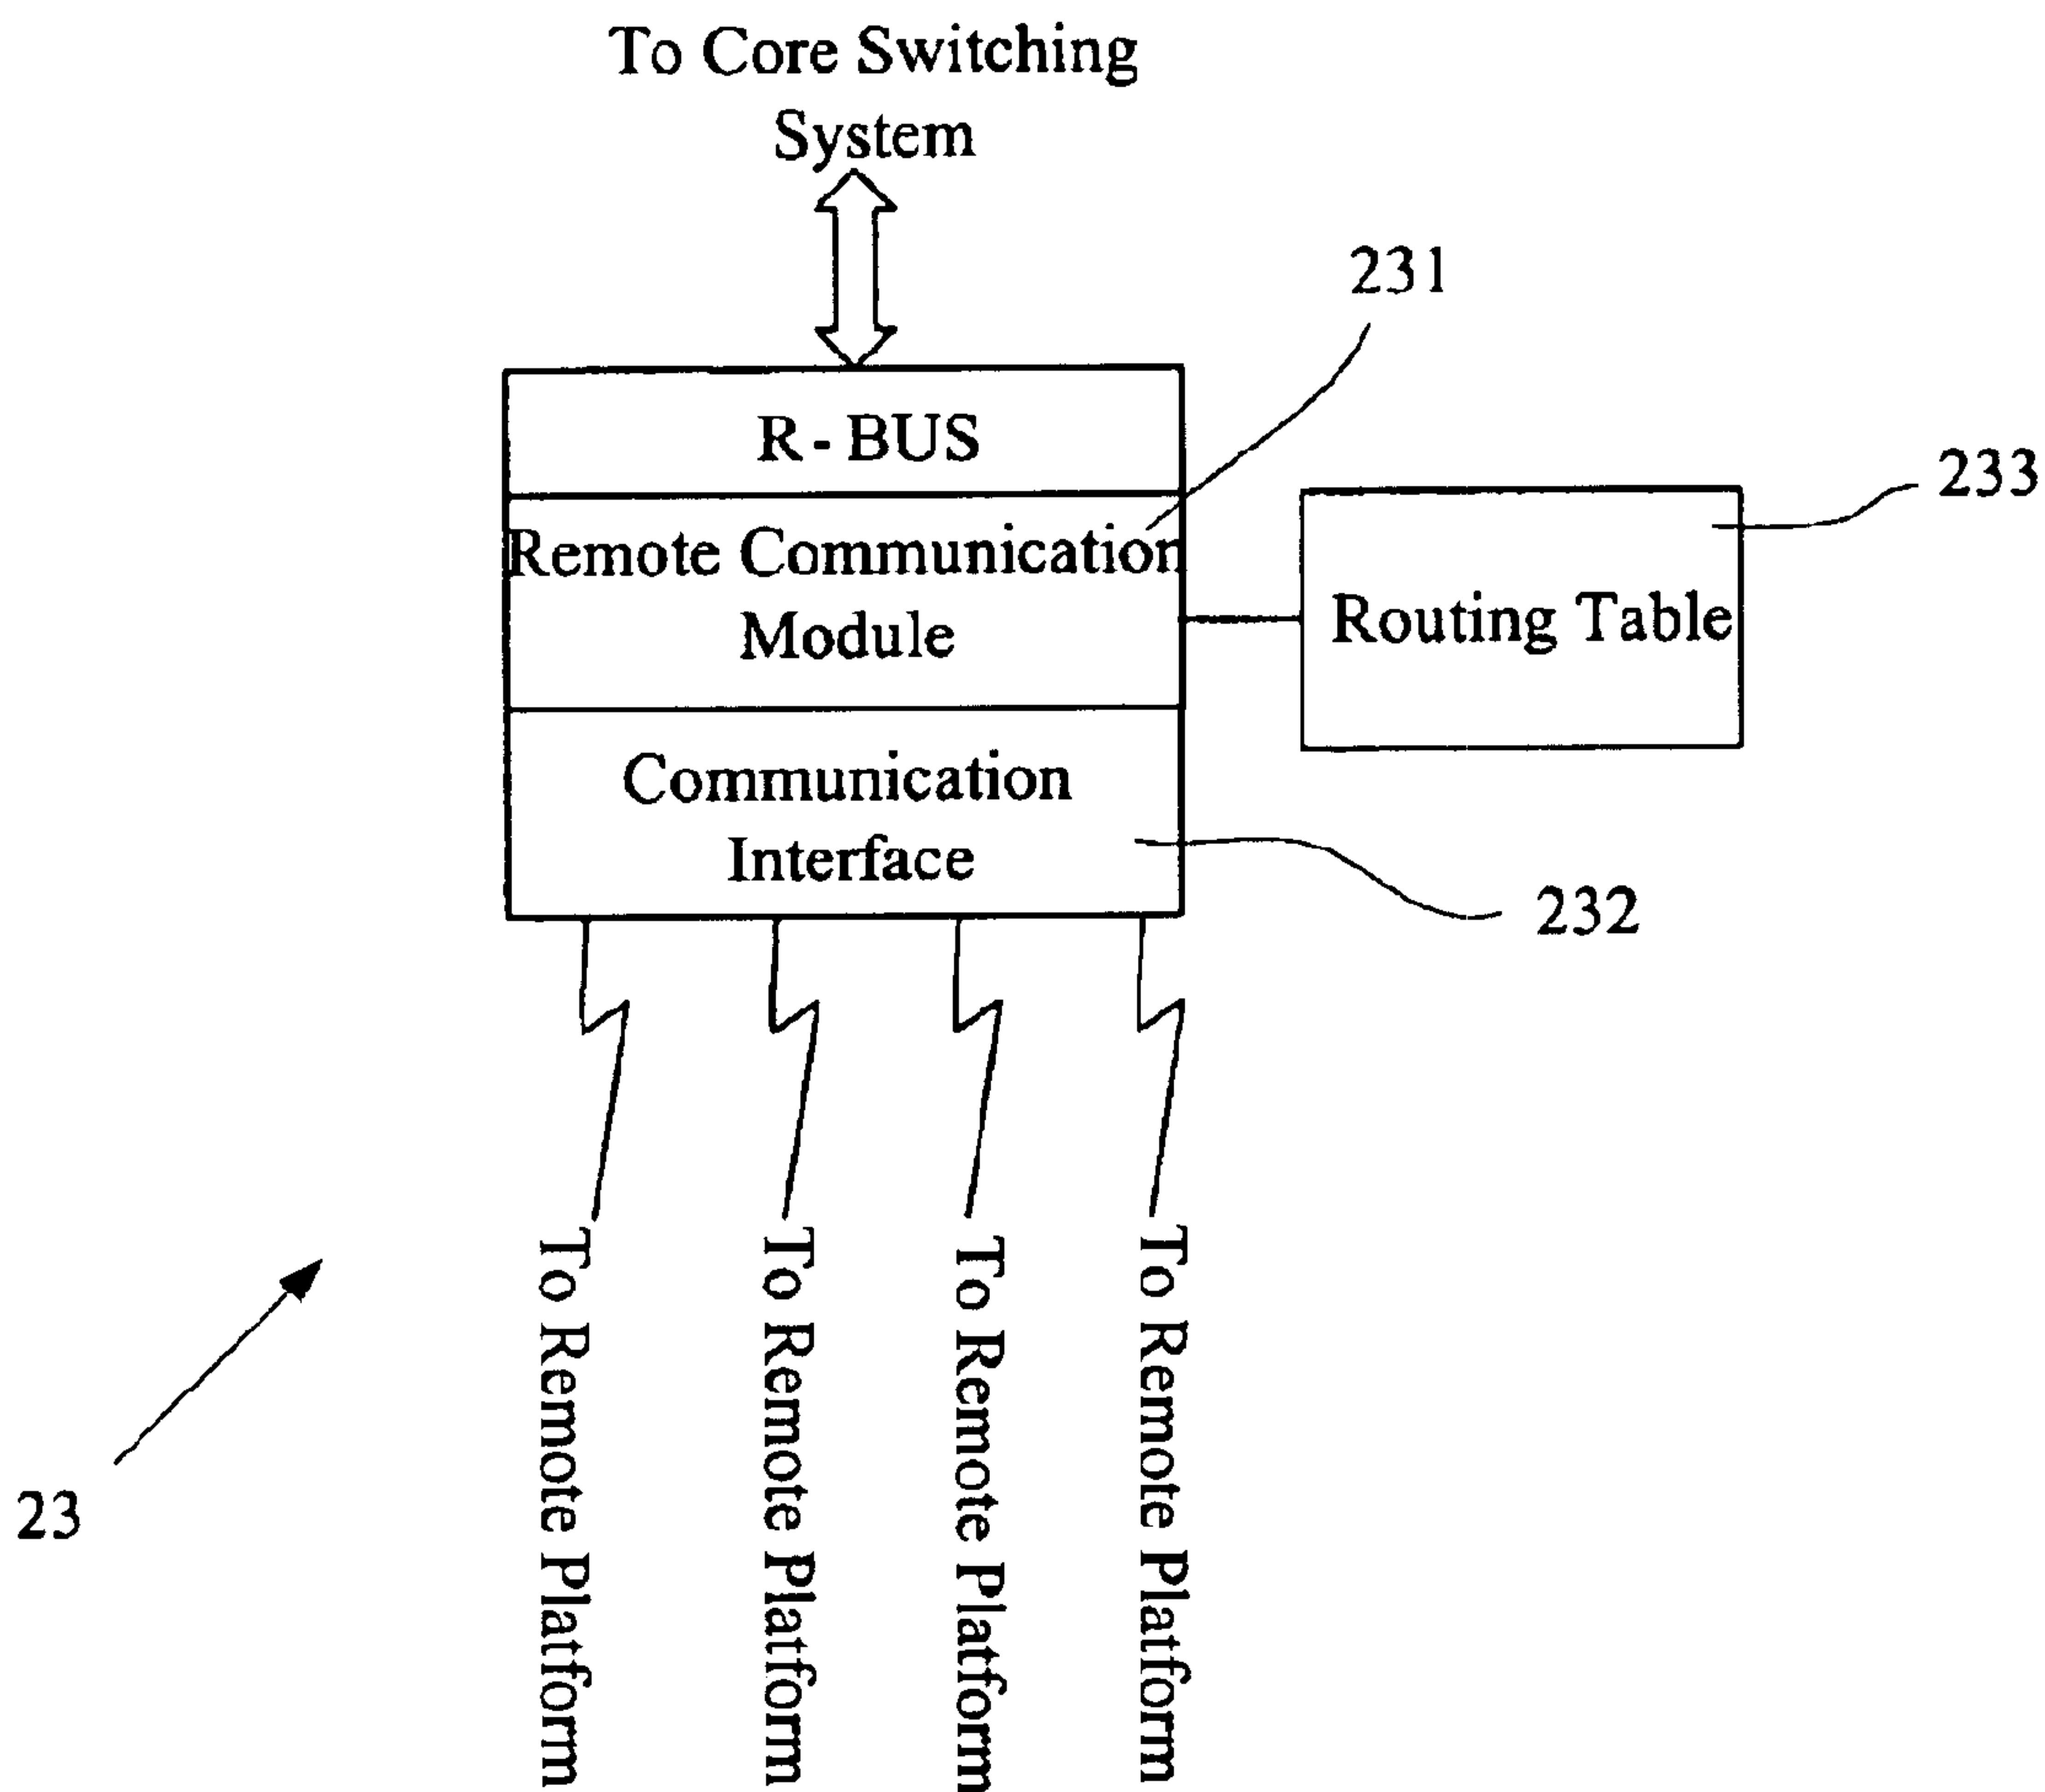 To Core Switching
System
231
R-BUS
233
Remote Communication
Module
Routing Table
Communication
Interface
232
To Remote Platform
To Remote Platform
To Remote Platform
To Remote Platform
23